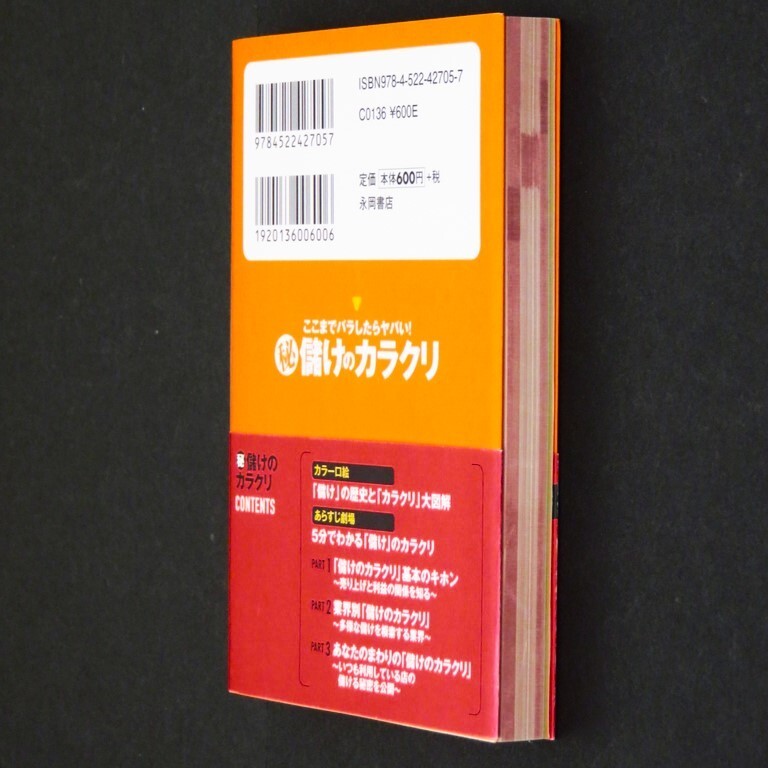 ISBN978-4-522-42705-7
C0136 ¥600E
9784522427057
定価 本体600円 +税
1920136006006
永岡書店
ここまでバラしたらヤバい!
㊙儲けのカラクリ
㊙儲けの
カラクリ
CONTENTS
カラー口絵
「儲け」の歴史と「カラクリ」大図解
あらすじ劇場
5分でわかる「儲け」のカラクリ
PART 1 「儲けのカラクリ」基本のキホン
〜売り上げと利益の関係を知る〜
PART 2 業界別「儲けのカラクリ」
〜多様な儲けを構築する業界〜
PART 3 あなたのまわりの「儲けのカラクリ」
〜いつも利用している店の
儲ける秘密を公開〜